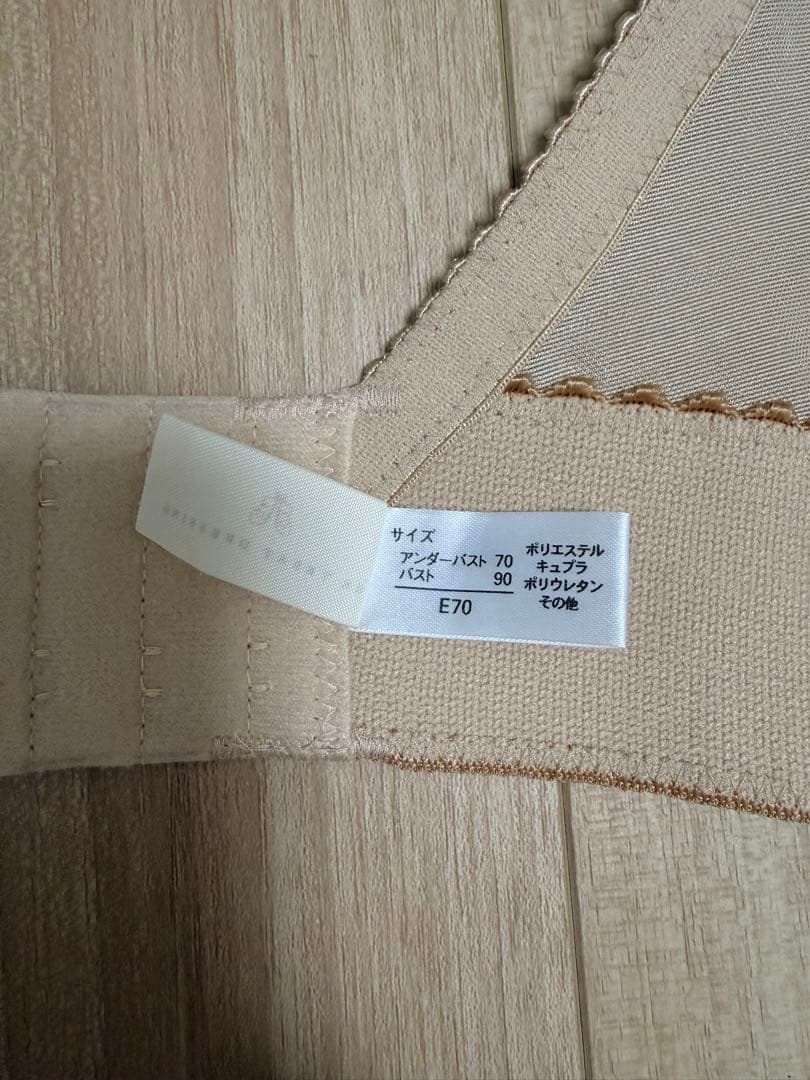 サイズ
アンダーバスト 70
バスト 90
E70
ポリエステル
キュプラ
ポリウレタン
その他